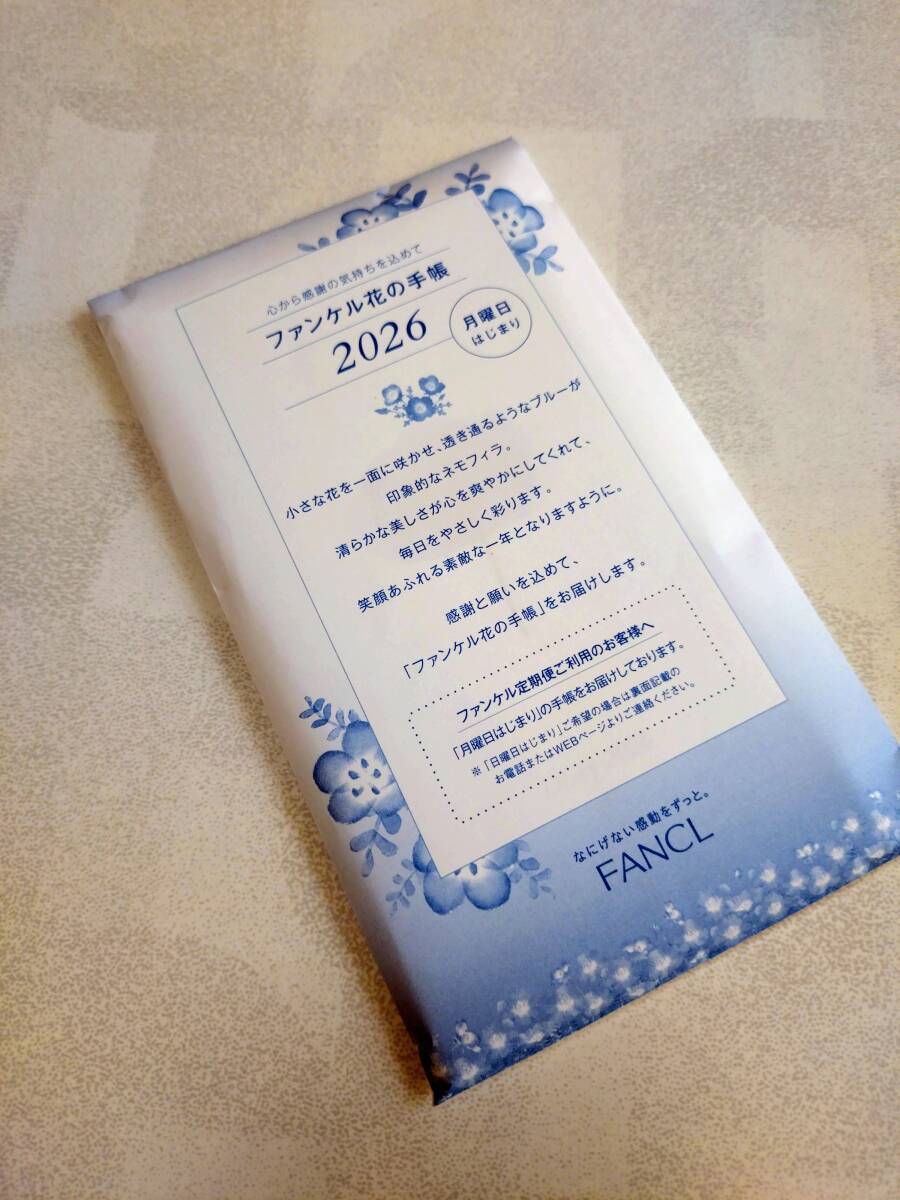 心から感謝の気持ちを込めて
ファンケル花の手帳
2026
月曜日
はじまり
小さな花を一面に咲かせ、透き通るようなブルーが
印象的なネモフィラ。
清らかな美しさが心を爽やかにしてくれて、
毎日をやさしく彩ります。
笑顔あふれる素敵な一年となりますように。
感謝と願いを込めて、
「ファンケル花の手帳」をお届けします。
ファンケル定期便ご利用のお客様へ
「月曜日はじまり」の手帳をお届けしております。
※「日曜日はじまり」ご希望の場合は裏面記載の
お電話またはWEBページよりご連絡ください。
なにげない感動をずっと。
FANCL